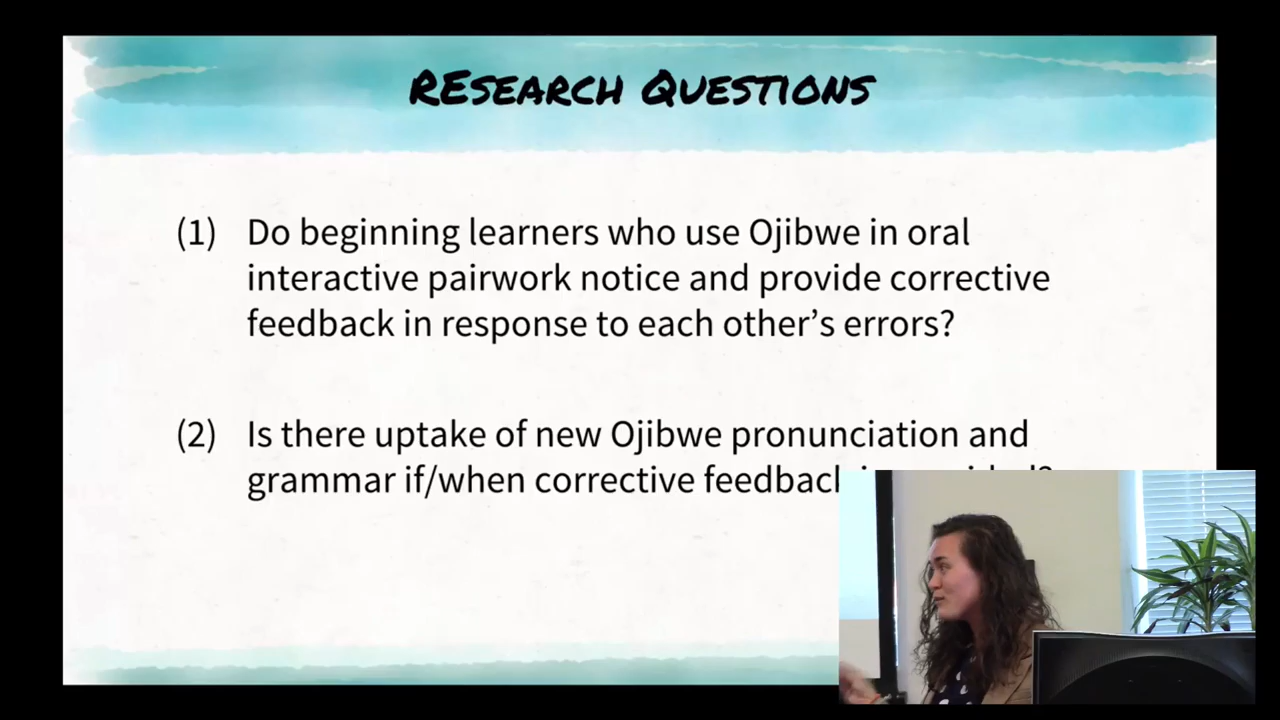 REsearch Questions
(1) Do beginning learners who use Ojibwe in oral
interactive pairwork notice and provide corrective
feedback in response to each other's errors?
(2) Is there uptake of new Ojibwe pronunciation and
grammar if/when corrective